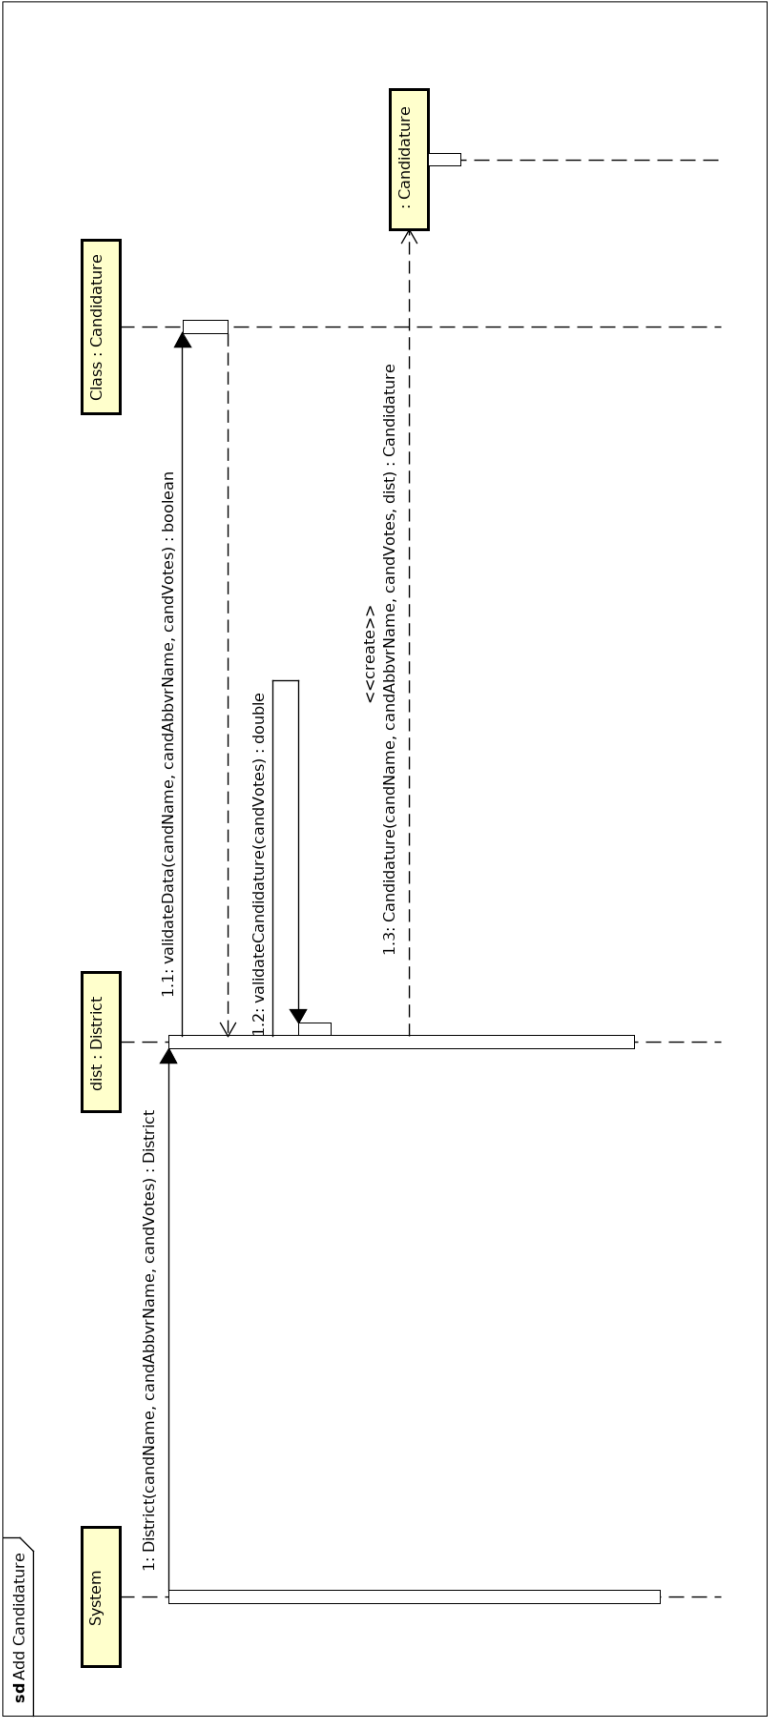 sd Add Candidature
System
dist : District
Class : Candidature
1: District(candName, candAbbvrName, candVotes) : District
1.1: validateData(candName, candAbbvrName, candVotes) : boolean
1.2: validateCandidature(candVotes) : double
<<create>>
1.3: Candidature(candName, candAbbvrName, candVotes, dist) : Candidature
: Candidature